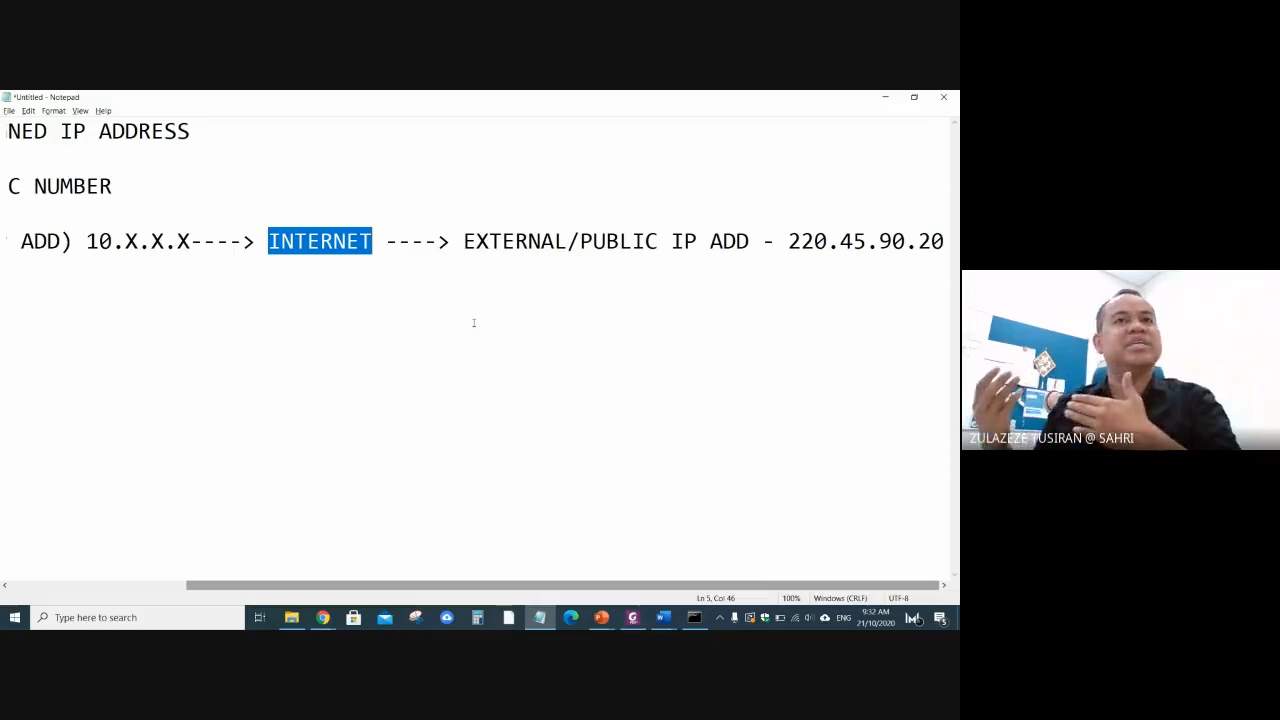 *Untitled - Notepad
File Edit Format View Help
NED IP ADDRESS
C NUMBER
ADD) 10.X.X.X----> INTERNET ----> EXTERNAL/PUBLIC IP ADD - 220.45.90.20
ZULAZEZE TUSIRAN @ SAHRI
Ln 5, Col 46 100% Windows (CRLF) UTF-8
Type here to search
ENG
9:32 AM
21/10/2020